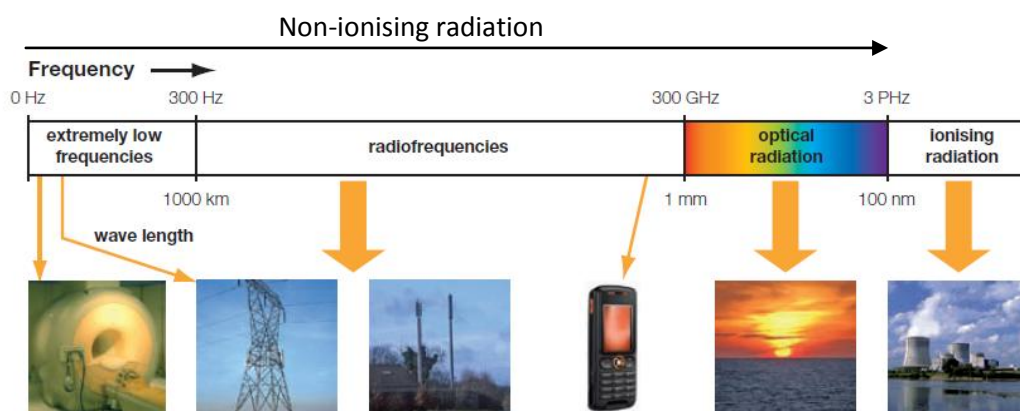 Non-ionising radiation
Frequency
0 Hz 300 Hz 300 GHz 3 PHz
extremely low
frequencies
radiofrequencies
optical
radiation
ionising
radiation
1000 km 1 mm 100 nm
wave length